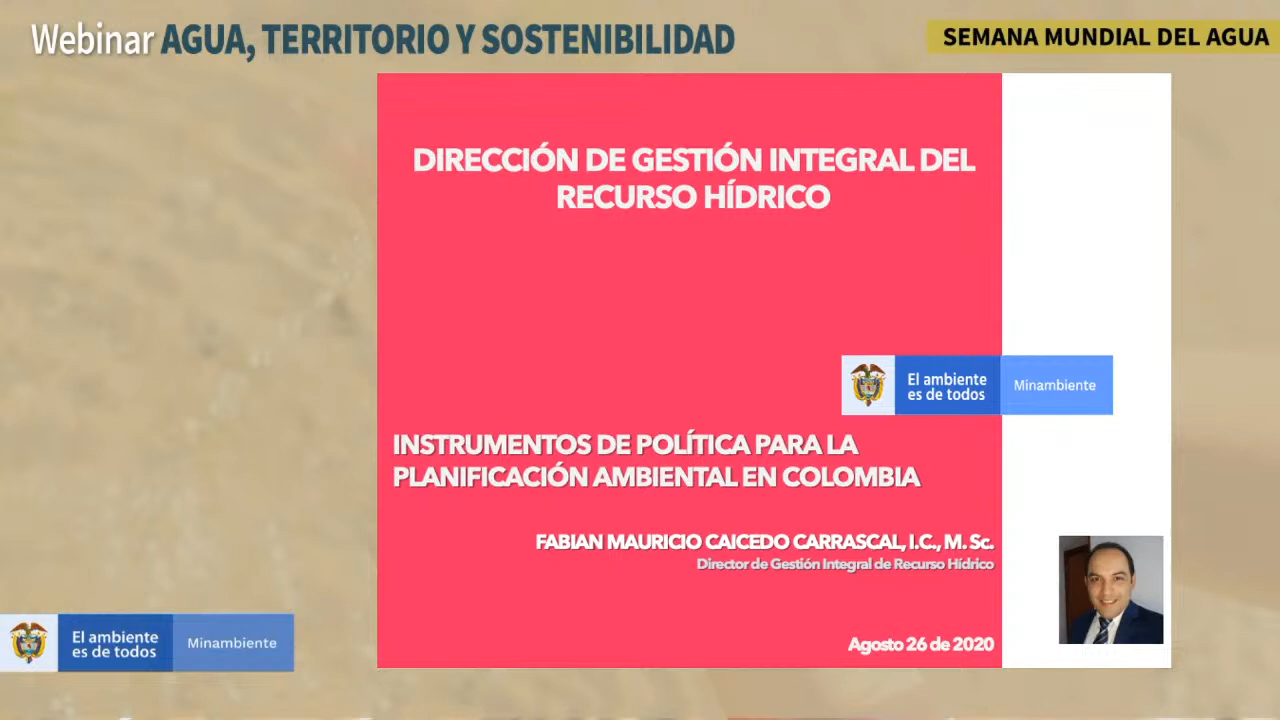 Webinar AGUA, TERRITORIO Y SOSTENIBILIDAD
SEMANA MUNDIAL DEL AGUA
DIRECCIÓN DE GESTIÓN INTEGRAL DEL
RECURSO HÍDRICO
El ambiente
es de todos
Minambiente
INSTRUMENTOS DE POLÍTICA PARA LA
PLANIFICACIÓN AMBIENTAL EN COLOMBIA
FABIAN MAURICIO CAICEDO CARRASCAL, I.C., M. Sc.
Director de Gestión Integral de Recurso Hídrico
Agosto 26 de 2020
El ambiente
es de todos
Minambiente